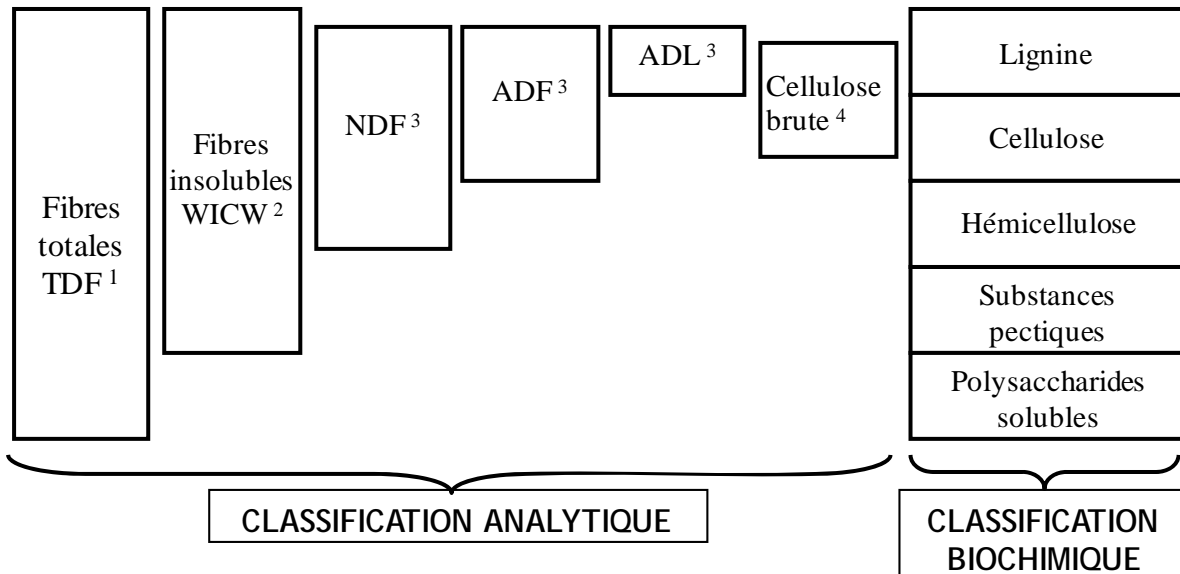 Fibres
totales
TDF 1
Fibres
insolubles
WICW 2
NDF 3
ADF 3
ADL 3
Cellulose
brute 4
Lignine
Cellulose
Hémicellulose
Substances
pectiques
Polysaccharides
solubles
CLASSIFICATION ANALYTIQUE
CLASSIFICATION
BIOCHIMIQUE